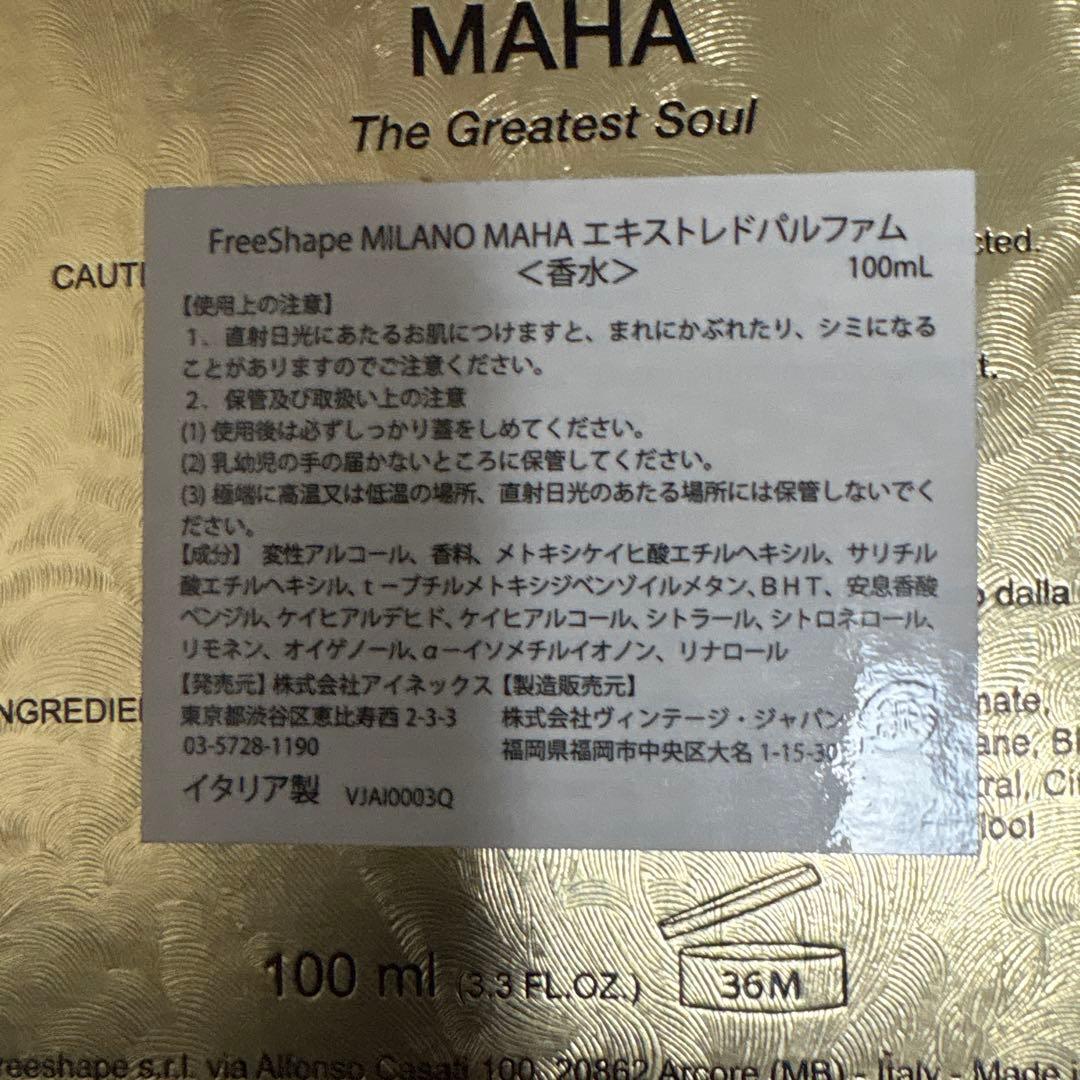 MAHA
The Greatest Soul
FreeShape MILANO MAHA エキストレドパルファム
＜香水＞ 100mL
【使用上の注意】
1、直射日光にあたるお肌につけますと、まれにかぶれたり、シミになる
ことがありますのでご注意ください。
2、保管及び取扱い上の注意
(1) 使用後は必ずしっかり蓋をしめてください。
(2) 乳幼児の手の届かないところに保管してください。
(3) 極端に高温又は低温の場所、直射日光のあたる場所には保管しないでく
ださい。
【成分】 変性アルコール、香料、メトキシケイヒ酸エチルヘキシル、サリチル
酸エチルヘキシル、t－ブチルメトキシジベンゾイルメタン、BHT、安息香酸
ベンジル、ケイヒアルデヒド、ケイヒアルコール、シトラール、シトロネロール、
リモネン、オイゲノール、α－イソメチルイオノン、リナロール
【発売元】株式会社アイネックス 【製造販売元】
東京都渋谷区恵比寿西 2-3-3 株式会社ヴィンテージ・ジャパン
03-5728-1190 福岡県福岡市中央区大名 1-15-30
イタリア製 VJAI0003Q
CAUTI
cted.
t.
dalla
NGREDIE
nate,
ane, B
ral, Ci
lool
100 ml (3.3 FL.OZ.) 36M
reeshape s.r.l. via Alfonso Casati 100, 20862 Arcore (MB) - Italy - Made i